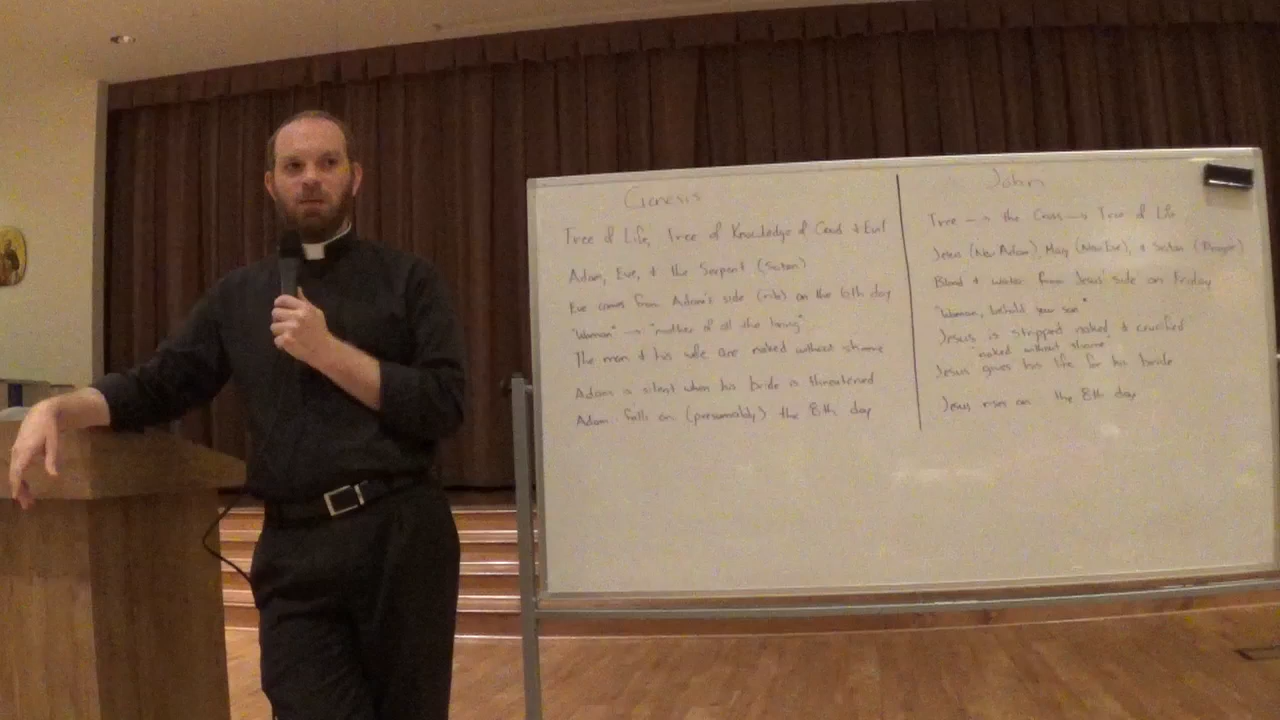 Genesis
Tree of Life, Tree of Knowledge of Good & Evil
Adam, Eve, & the Serpent (Satan)
Eve comes from Adam's side (rib) on the 6th day
"Woman" → "mother of all the living"
The man & his wife are naked without shame
Adam is silent when his bride is threatened
Adam falls on (presumably) the 8th day
John
Tree → the Cross → Tree of Life
Jesus (New Adam), Mary (New Eve), & Satan
Blood & water from Jesus' side on Friday
"Woman, behold your son"
Jesus is stripped naked & crucified
"naked without shame"
Jesus gives his life for his bride
Jesus rises on the 8th day